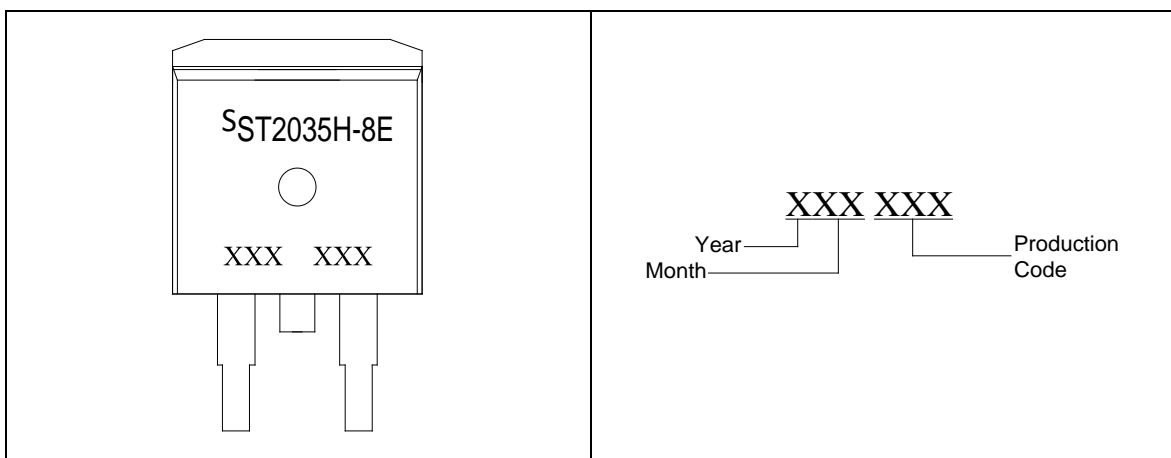 SST2035H-8E
XXX XXX
XXX XXX
Year
Month
Production
Code